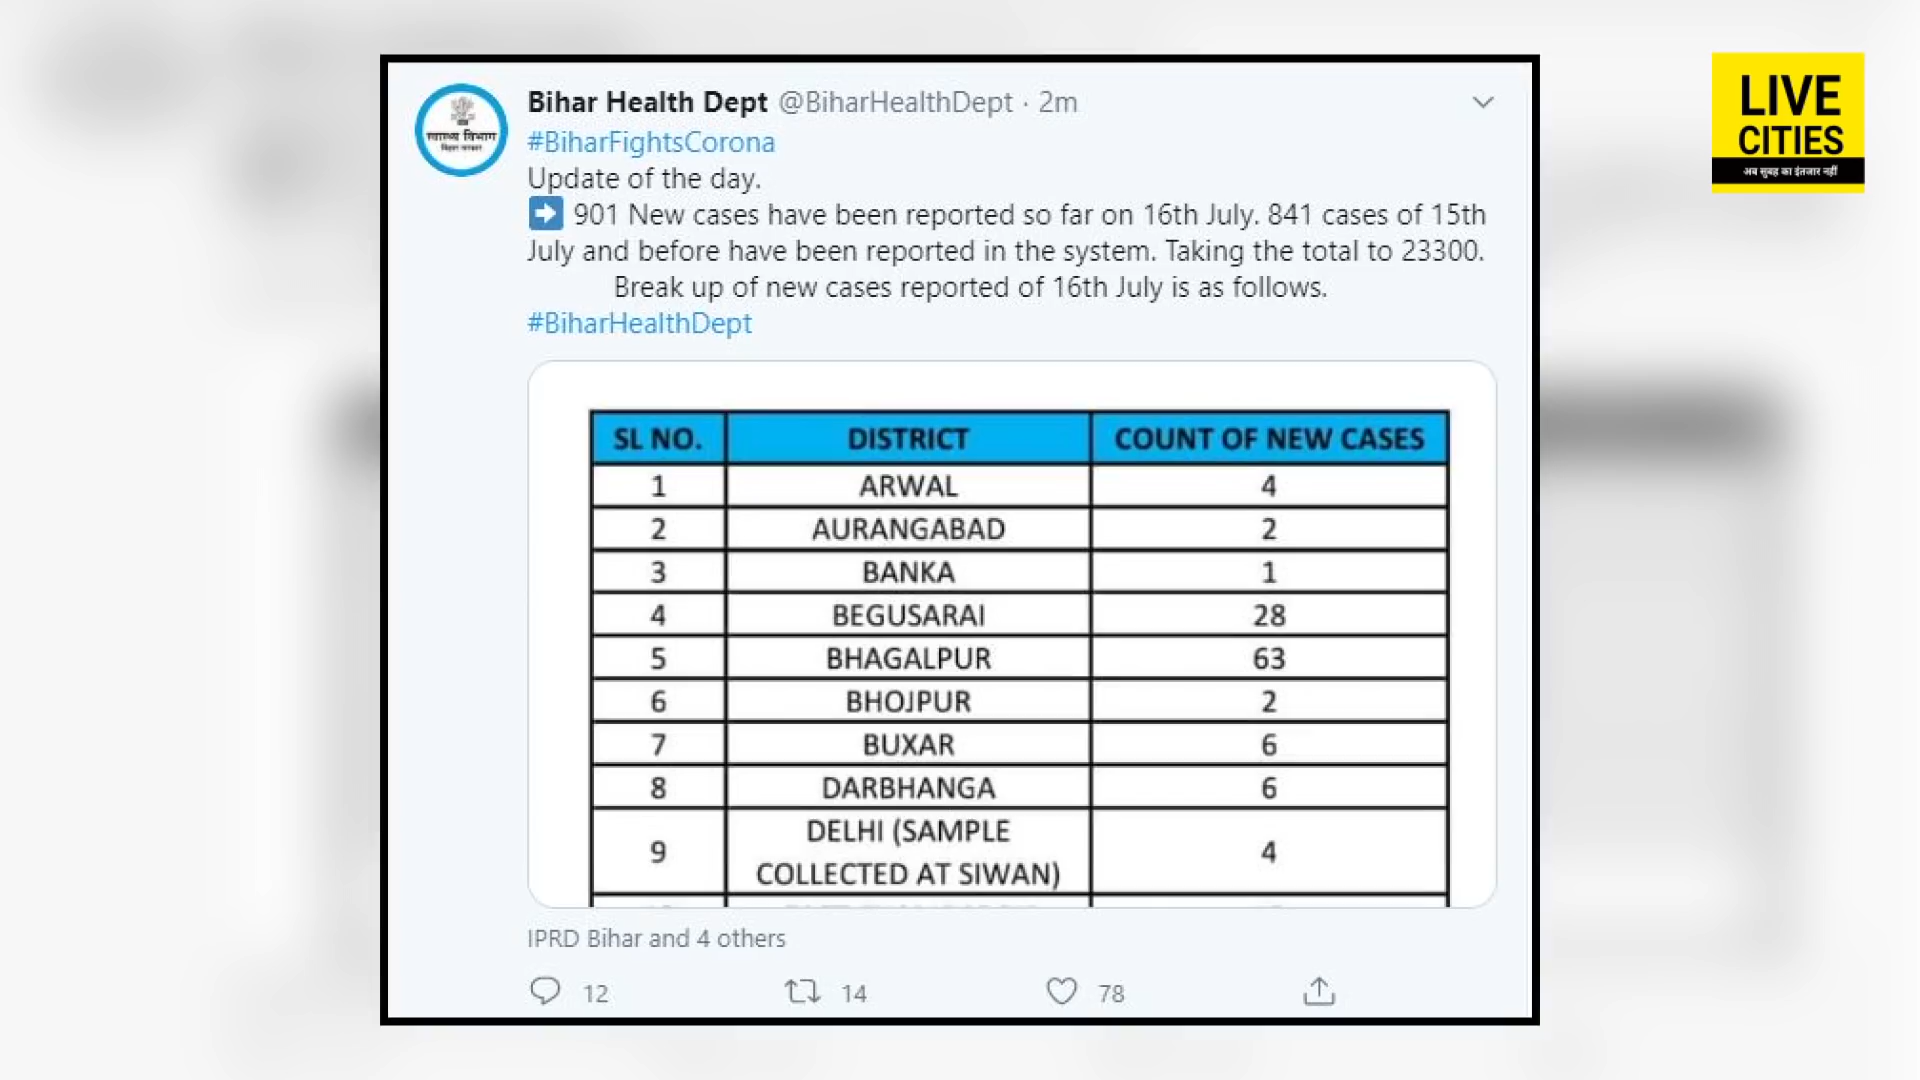 Bihar Health Dept @BiharHealthDept · 2m
#BiharFightsCorona
Update of the day.
➡ 901 New cases have been reported so far on 16th July. 841 cases of 15th
July and before have been reported in the system. Taking the total to 23300.
Break up of new cases reported of 16th July is as follows.
#BiharHealthDept
SL NO. DISTRICT COUNT OF NEW CASES
1 ARWAL 4
2 AURANGABAD 2
3 BANKA 1
4 BEGUSARAI 28
5 BHAGALPUR 63
6 BHOJPUR 2
7 BUXAR 6
8 DARBHANGA 6
9 DELHI (SAMPLE
COLLECTED AT SIWAN) 4
IPRD Bihar and 4 others
12 14 78
स्वास्थ्य विभाग
बिहार सरकार
LIVE
CITIES
अब सुबह का इंतजार नहीं